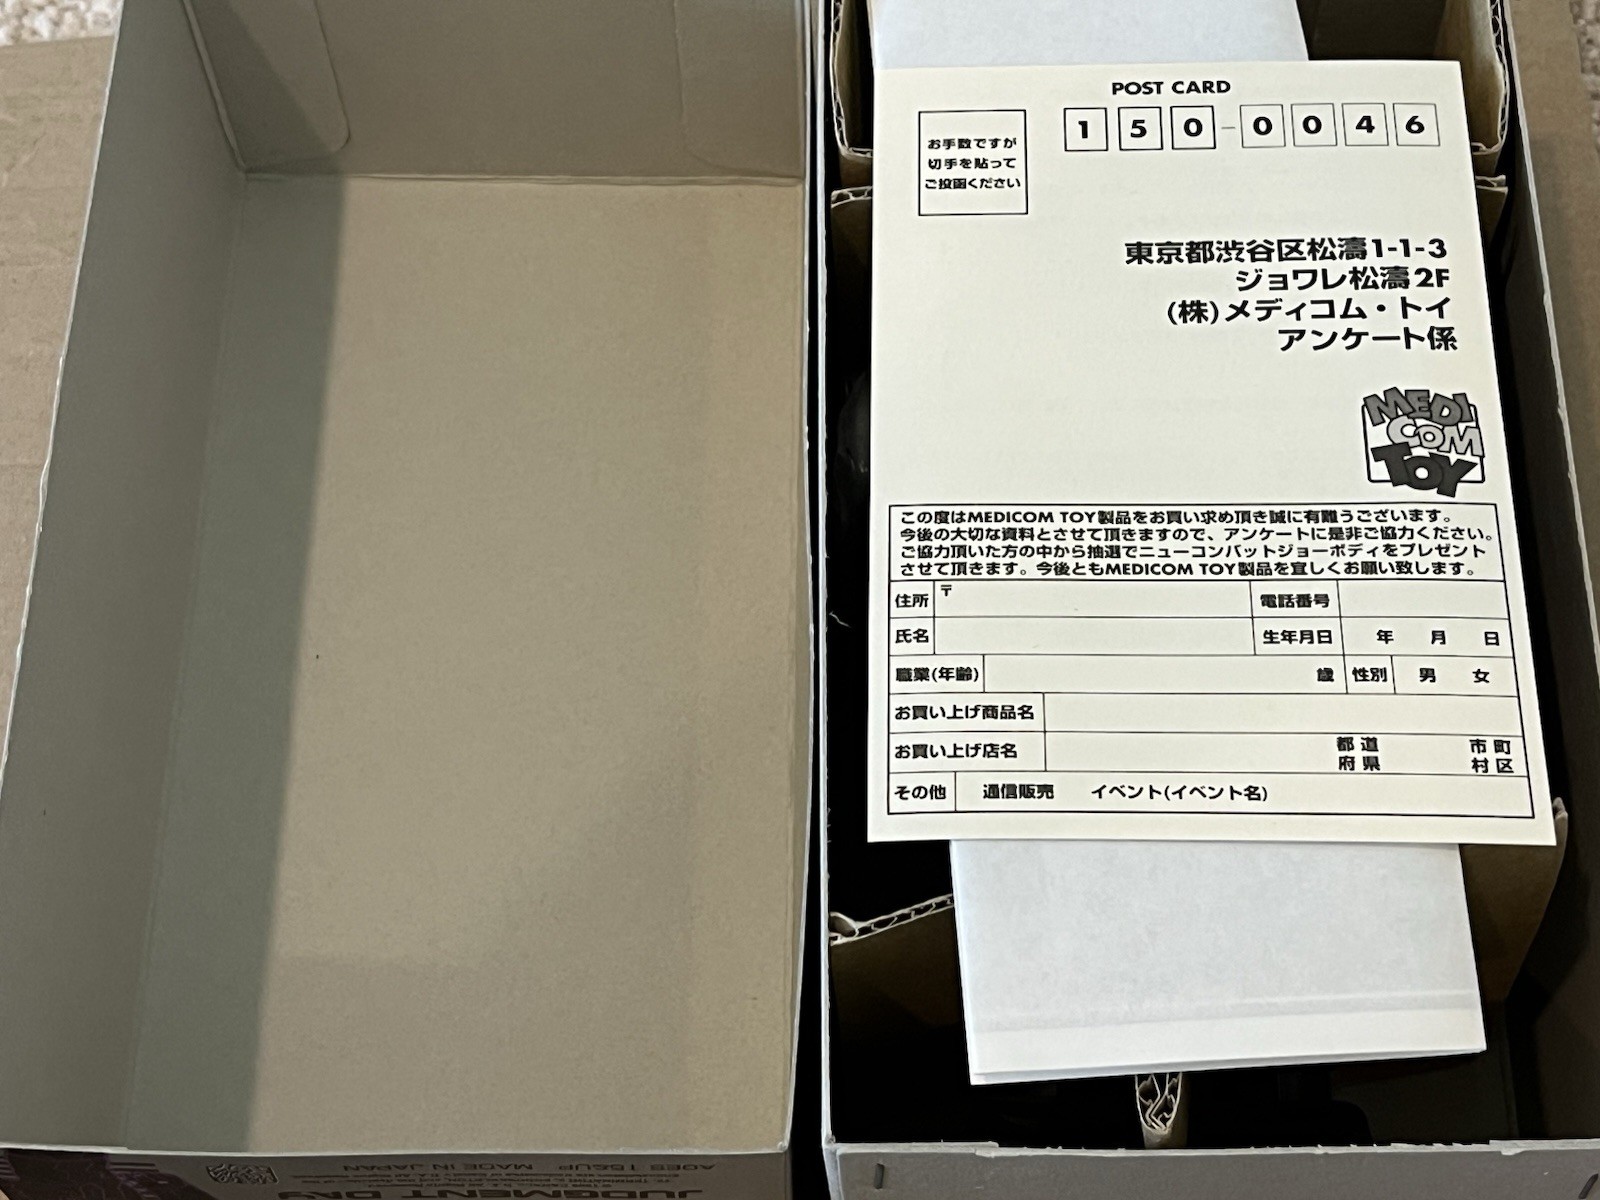 POST CARD
お手数ですが
切手を貼って
ご投函ください
150-0046
東京都渋谷区松濤1-1-3
ジョワレ松濤2F
(株)メディコム・トイ
アンケート係
MEDI
COM
TOY
この度はMEDICOM TOY製品をお買い求め頂き誠に有難うございます。
今後の大切な資料とさせて頂きますので、アンケートに是非ご協力ください。
ご協力頂いた方の中から抽選でニューコンバットジョーボディをプレゼント
させて頂きます。今後ともMEDICOM TOY製品を宜しくお願い致します。
住所 〒 電話番号
氏名 生年月日 年 月 日
職業(年齢) 歳 性別 男 女
お買い上げ商品名
お買い上げ店名 都道府県 市町村区
その他 通信販売 イベント(イベント名)
AGES 15&UP MADE IN JAPAN
JUDGMENT DAY